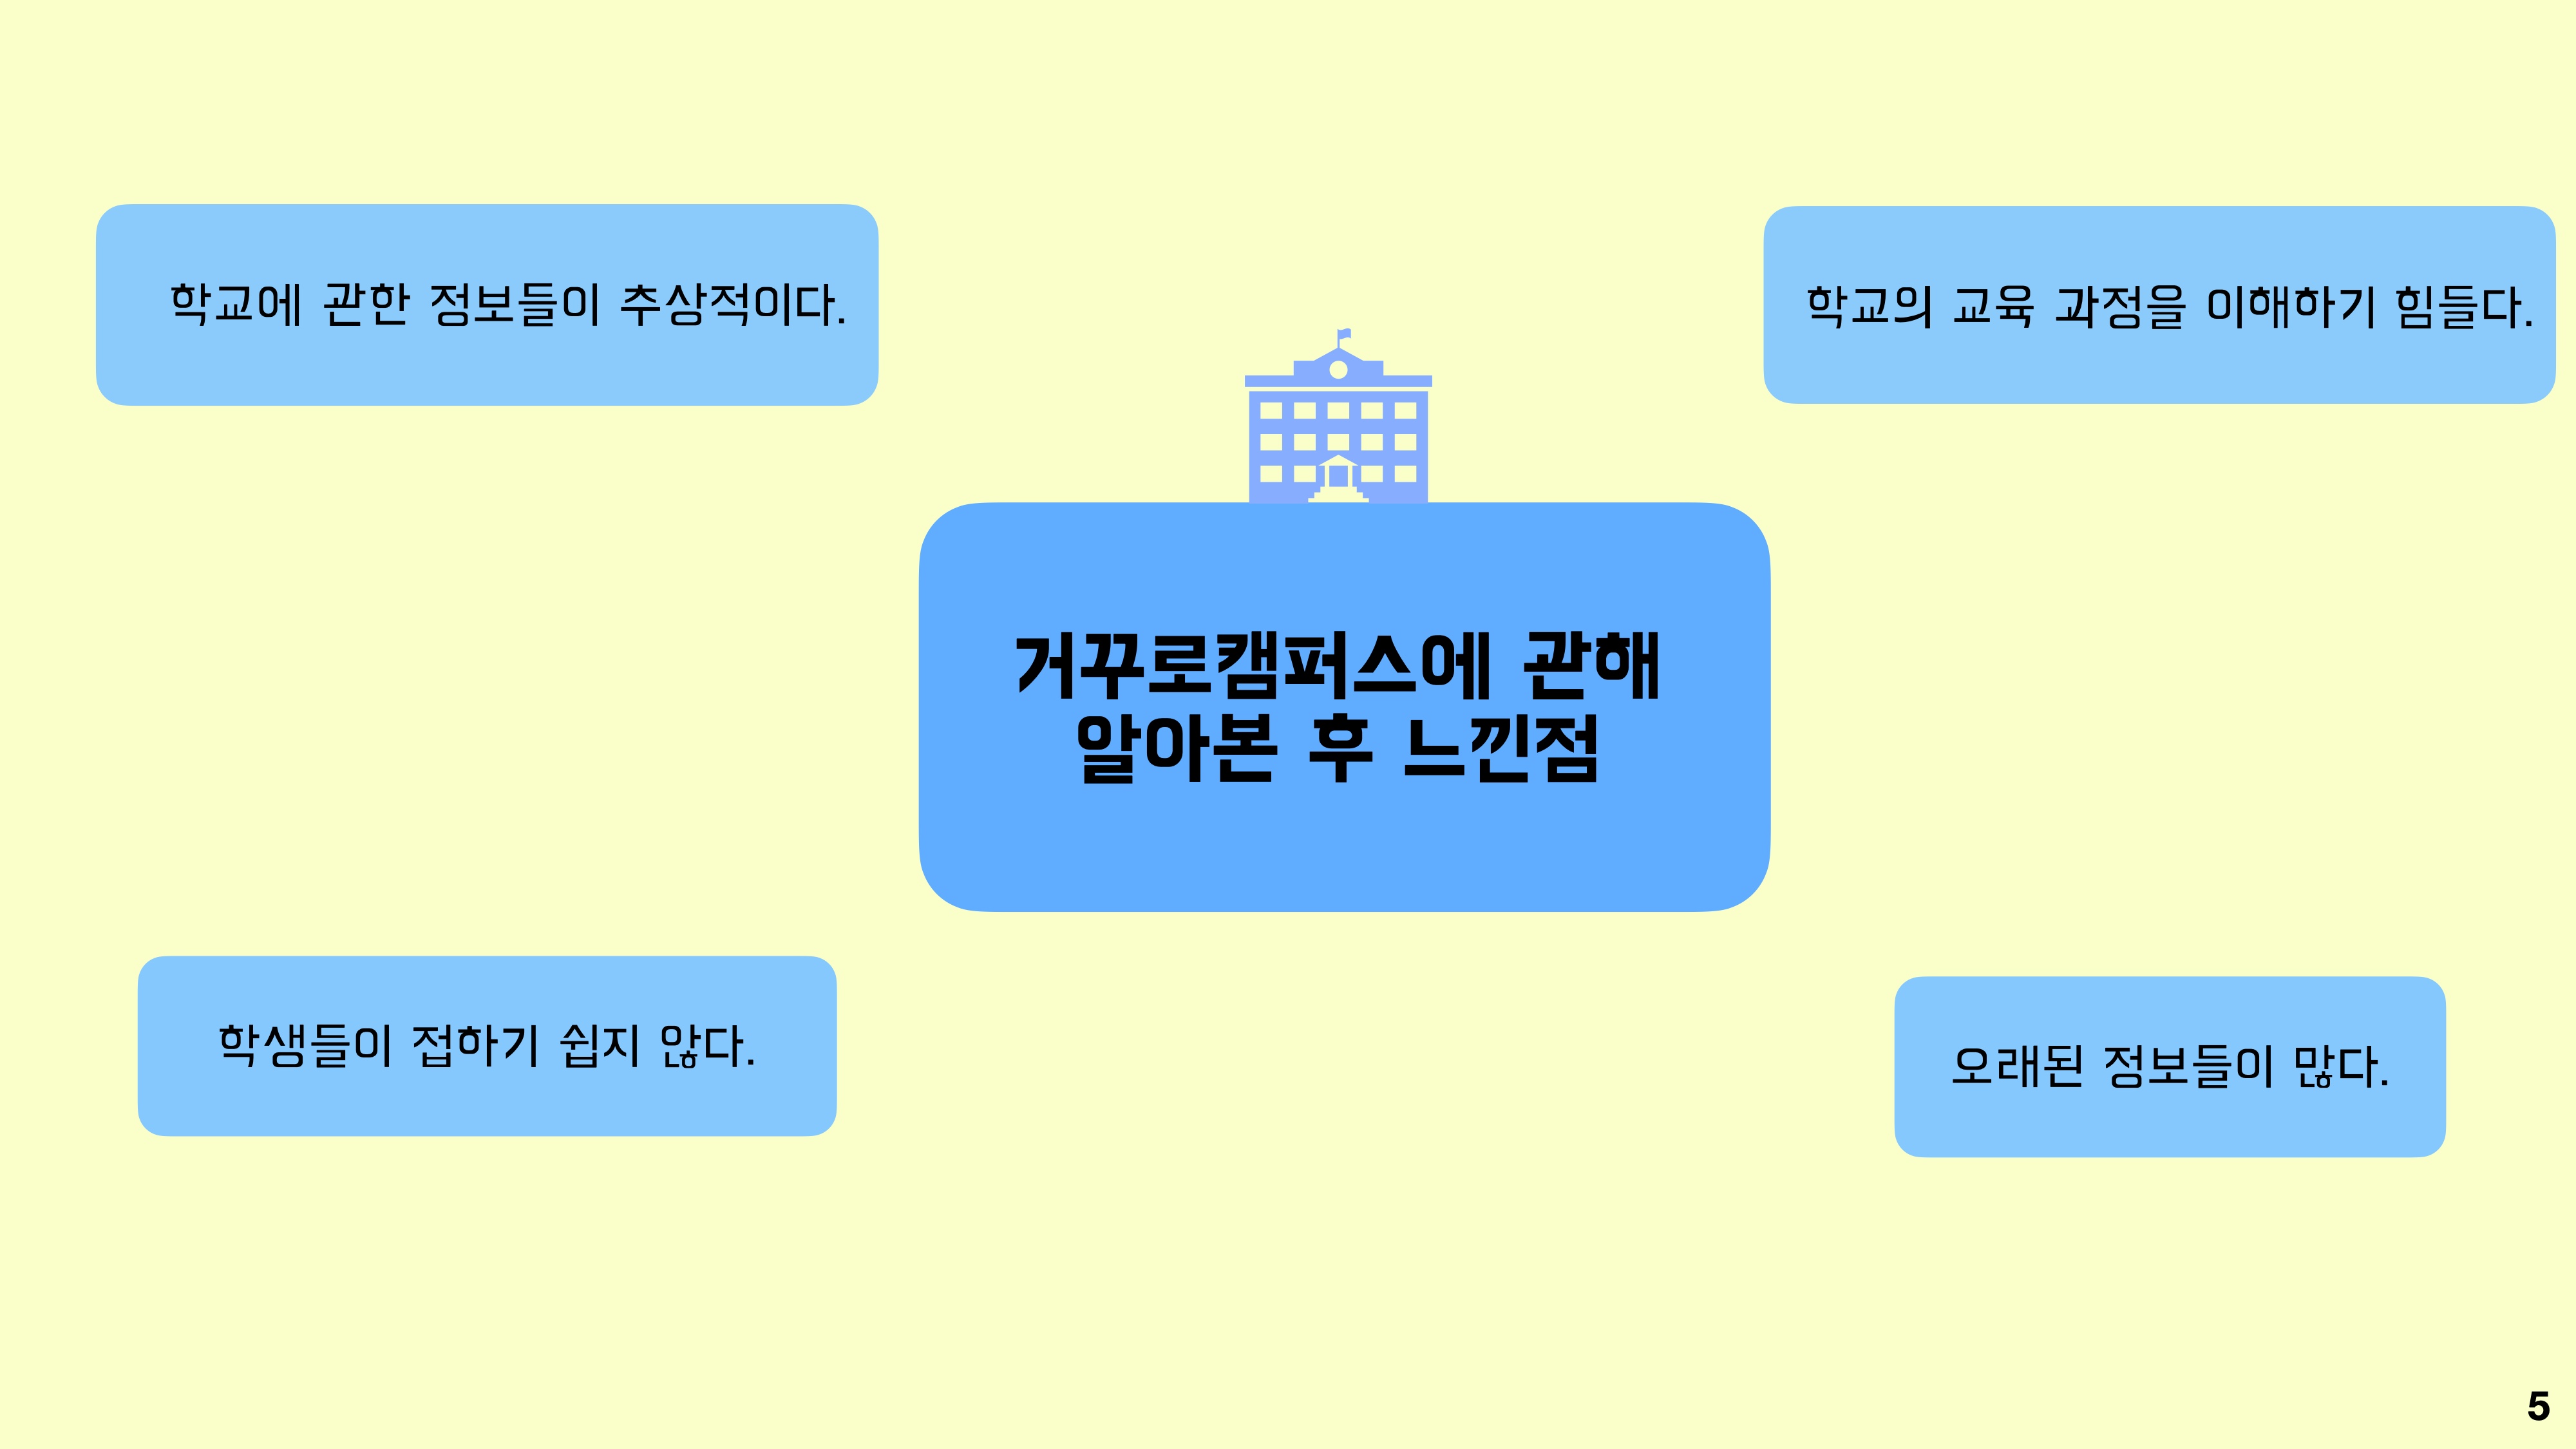 학교에 관한 정보들이 추상적이다.
학교의 교육 과정을 이해하기 힘들다.
거꾸로캠퍼스에 관해
알아본 후 느낀점
학생들이 접하기 쉽지 않다.
오래된 정보들이 많다.
5